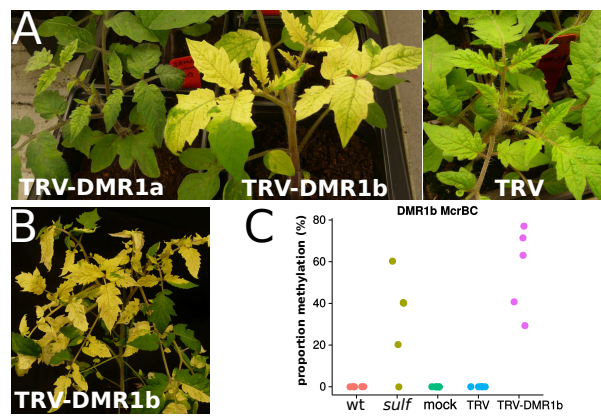 A
TRV-DMR1a
TRV-DMR1b
TRV
B
TRV-DMR1b
C
DMR1b McrBC
proportion methylation (%)
80
60
40
20
0
wt
sulf
mock
TRV
TRV-DMR1b